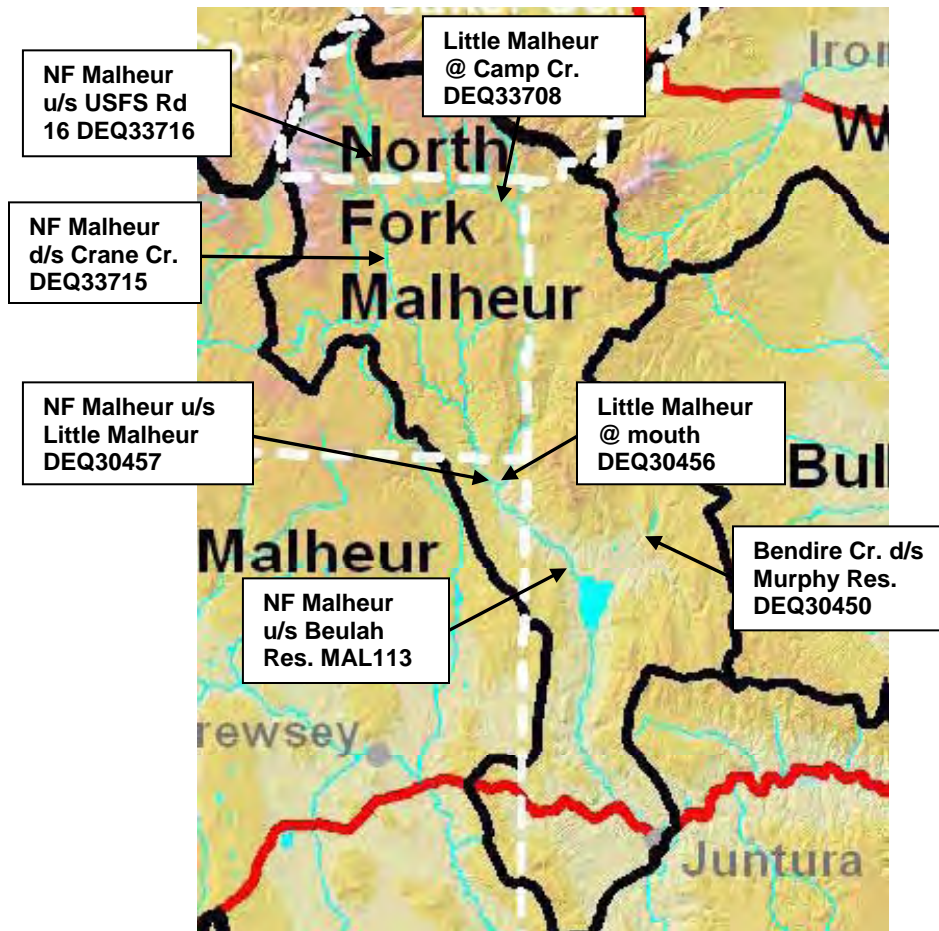 NF Malheur
u/s USFS Rd
16 DEQ33716
Little Malheur
@ Camp Cr.
DEQ33708
North
Fork
Malheur
NF Malheur
d/s Crane Cr.
DEQ33715
NF Malheur u/s
Little Malheur
DEQ30457
Little Malheur
@ mouth
DEQ30456
Malheur
NF Malheur
u/s Beulah
Res. MAL113
Bendire Cr. d/s
Murphy Res.
DEQ30450
rewsey
Juntura
Iron
W
Bul